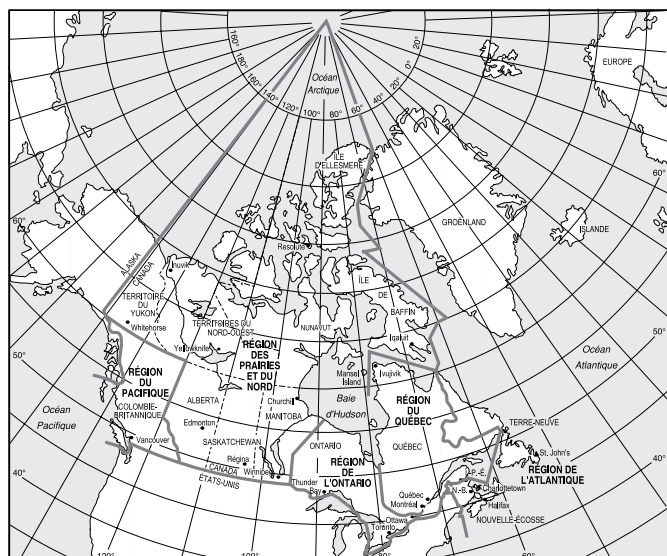 160°
180°
160°
140°
120°
100°
80°
60°
40°
20°
0°
20°
Océan
Arctique
EUROPE
ÎLE
D'ELLESMERE
GROËNLAND
ISLANDE
60°
60°
Resolute
Inuvik
ALASKA
CANADA
TERRITOIRE
DU
YUKON
Whitehorse
TERRITOIRES DU
NORD-OUEST
Yellowknife
NUNAVUT
ÎLE
DE
BAFFIN
Iqaluit
50°
50°
RÉGION
DES
PRAIRIES
ET DU
NORD
RÉGION
DU
PACIFIQUE
COLOMBIE-
BRITANNIQUE
Mansel
Island
Ivujivik
RÉGION
DU
QUÉBEC
Océan
Atlantique
Océan
Pacifique
ALBERTA
Churchill
MANITOBA
Baie
d'Hudson
TERRE-NEUVE
Edmonton
SASKATCHEWAN
ONTARIO
QUÉBEC
Vancouver
St. John's
Régina
CANADA
ÉTATS-UNIS
Winnipeg
RÉGION
DE
L'ONTARIO
RÉGION DE
L'ATLANTIQUE
Î.-P.-É.
Charlottetown
N.-B.
Thunder
Bay
Québec
Montréal
Halifax
Ottawa
NOUVELLE-ÉCOSSE
Toronto
40°
40°
120°
100°
80°
60°